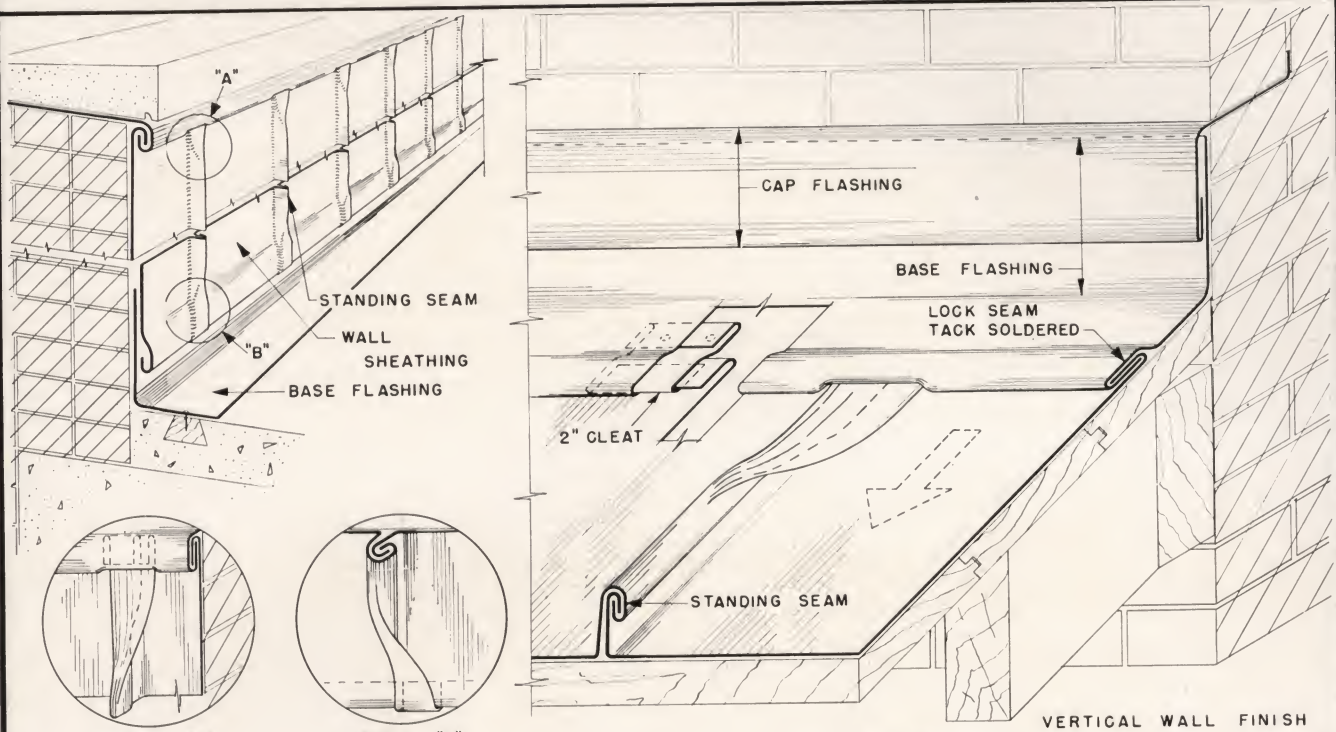 "A"
STANDING SEAM
WALL
SHEATHING
"B"
BASE FLASHING
CAP FLASHING
BASE FLASHING
LOCK SEAM
TACK SOLDERED
2" CLEAT
STANDING SEAM
VERTICAL WALL FINISH